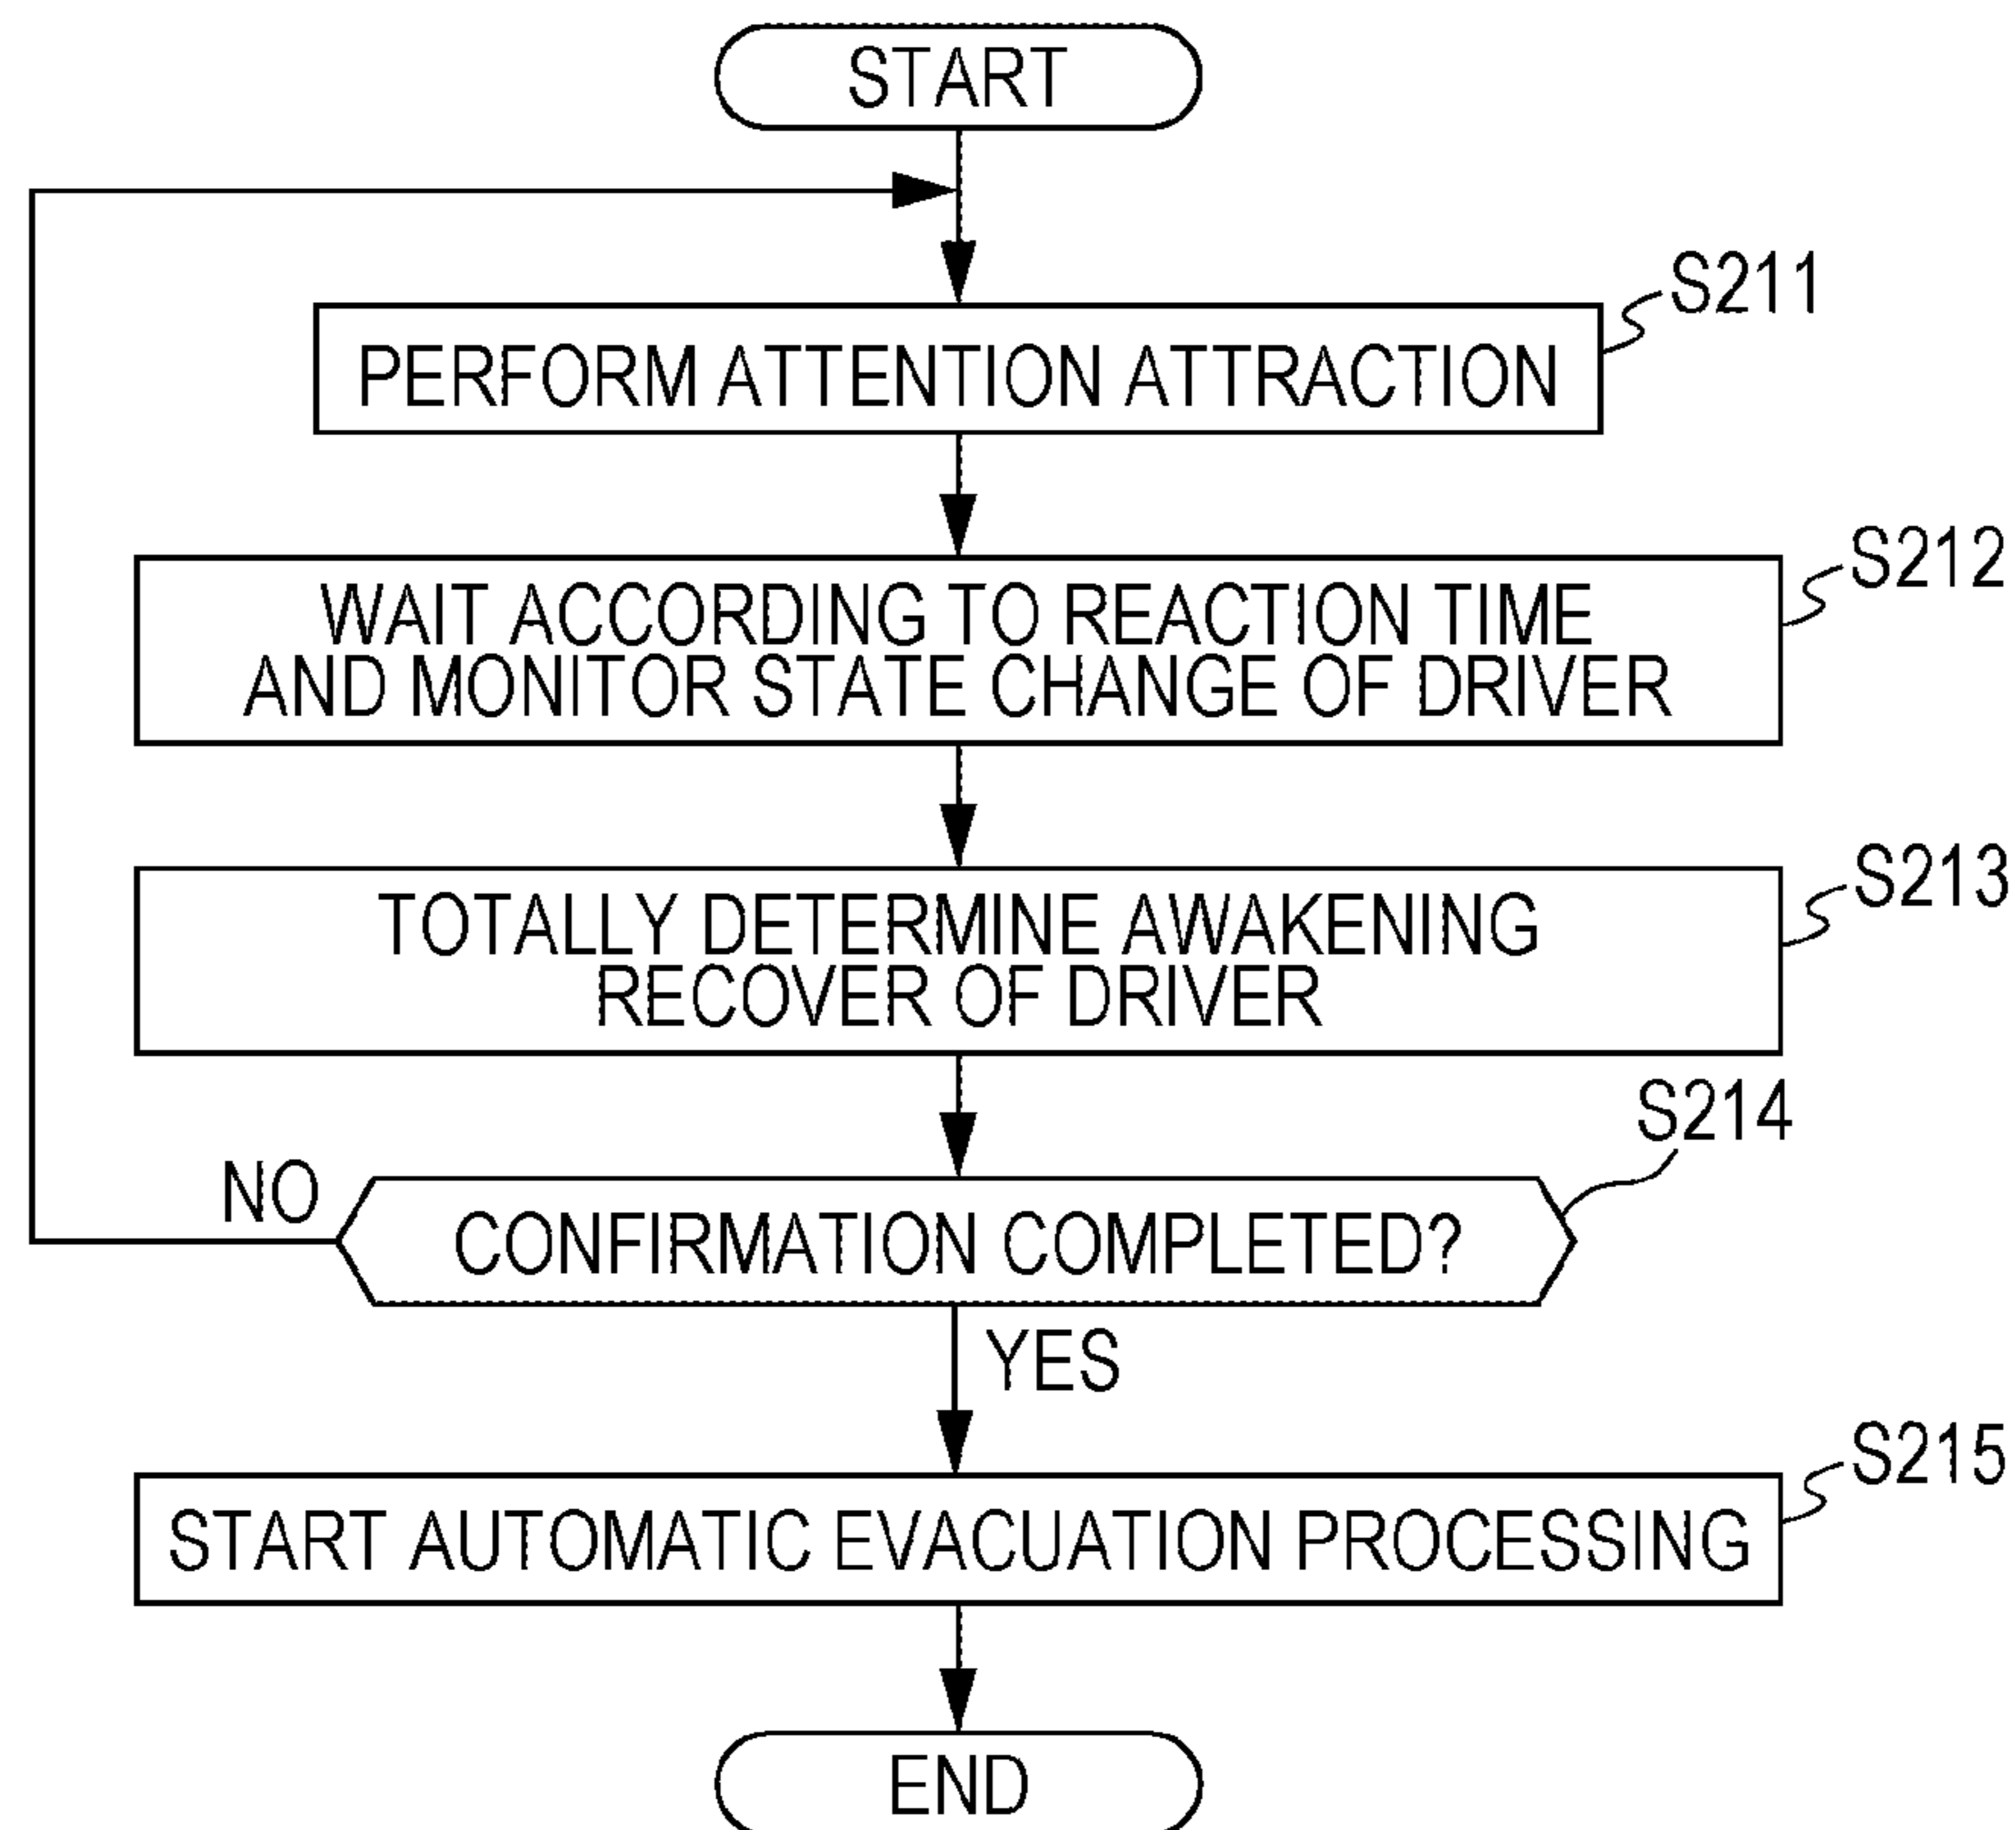 START
S211
PERFORM ATTENTION ATTRACTION
S212
WAIT ACCORDING TO REACTION TIME
AND MONITOR STATE CHANGE OF DRIVER
S213
TOTALLY DETERMINE AWAKENING
RECOVER OF DRIVER
S214
NO
CONFIRMATION COMPLETED?
YES
S215
START AUTOMATIC EVACUATION PROCESSING
END